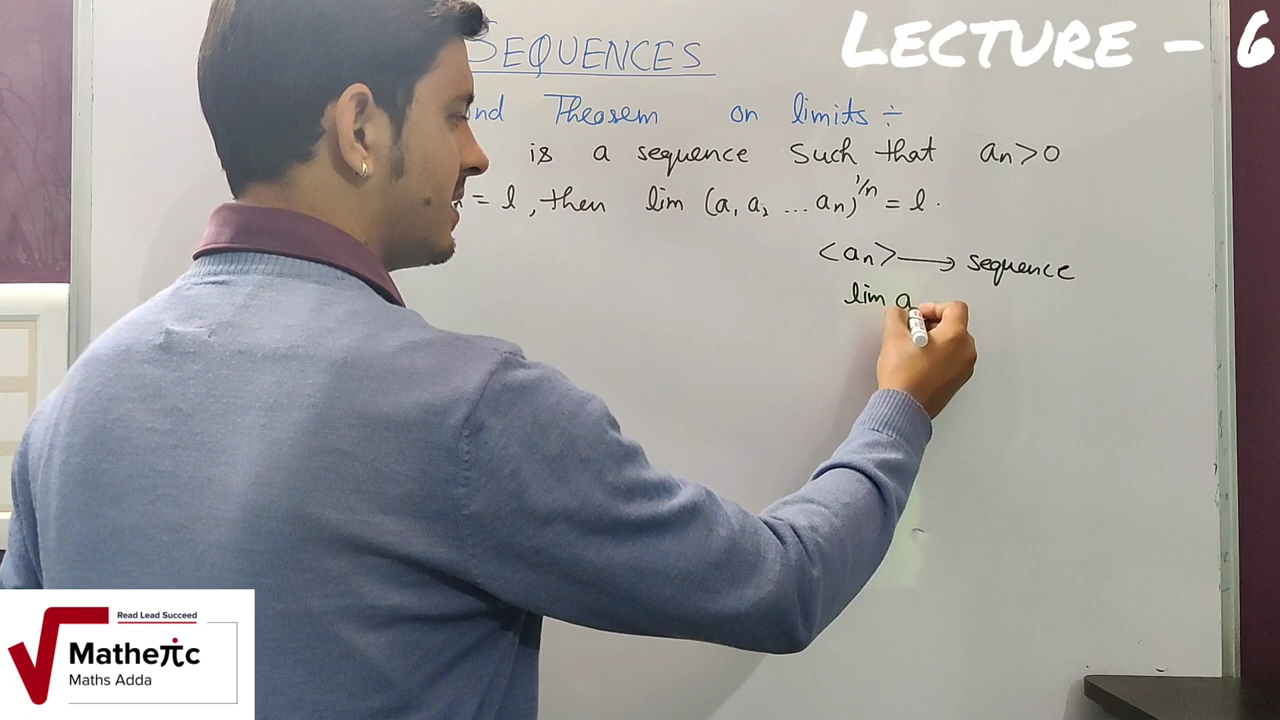 LECTURE - 6
SEQUENCES
ond Theorem on limits ÷
is a sequence such that an>0
n = l, then lim (a1 a2 ... an)^1/n = l.
<an> → sequence
lim a
Read Lead Succeed
Matheπc
Maths Adda